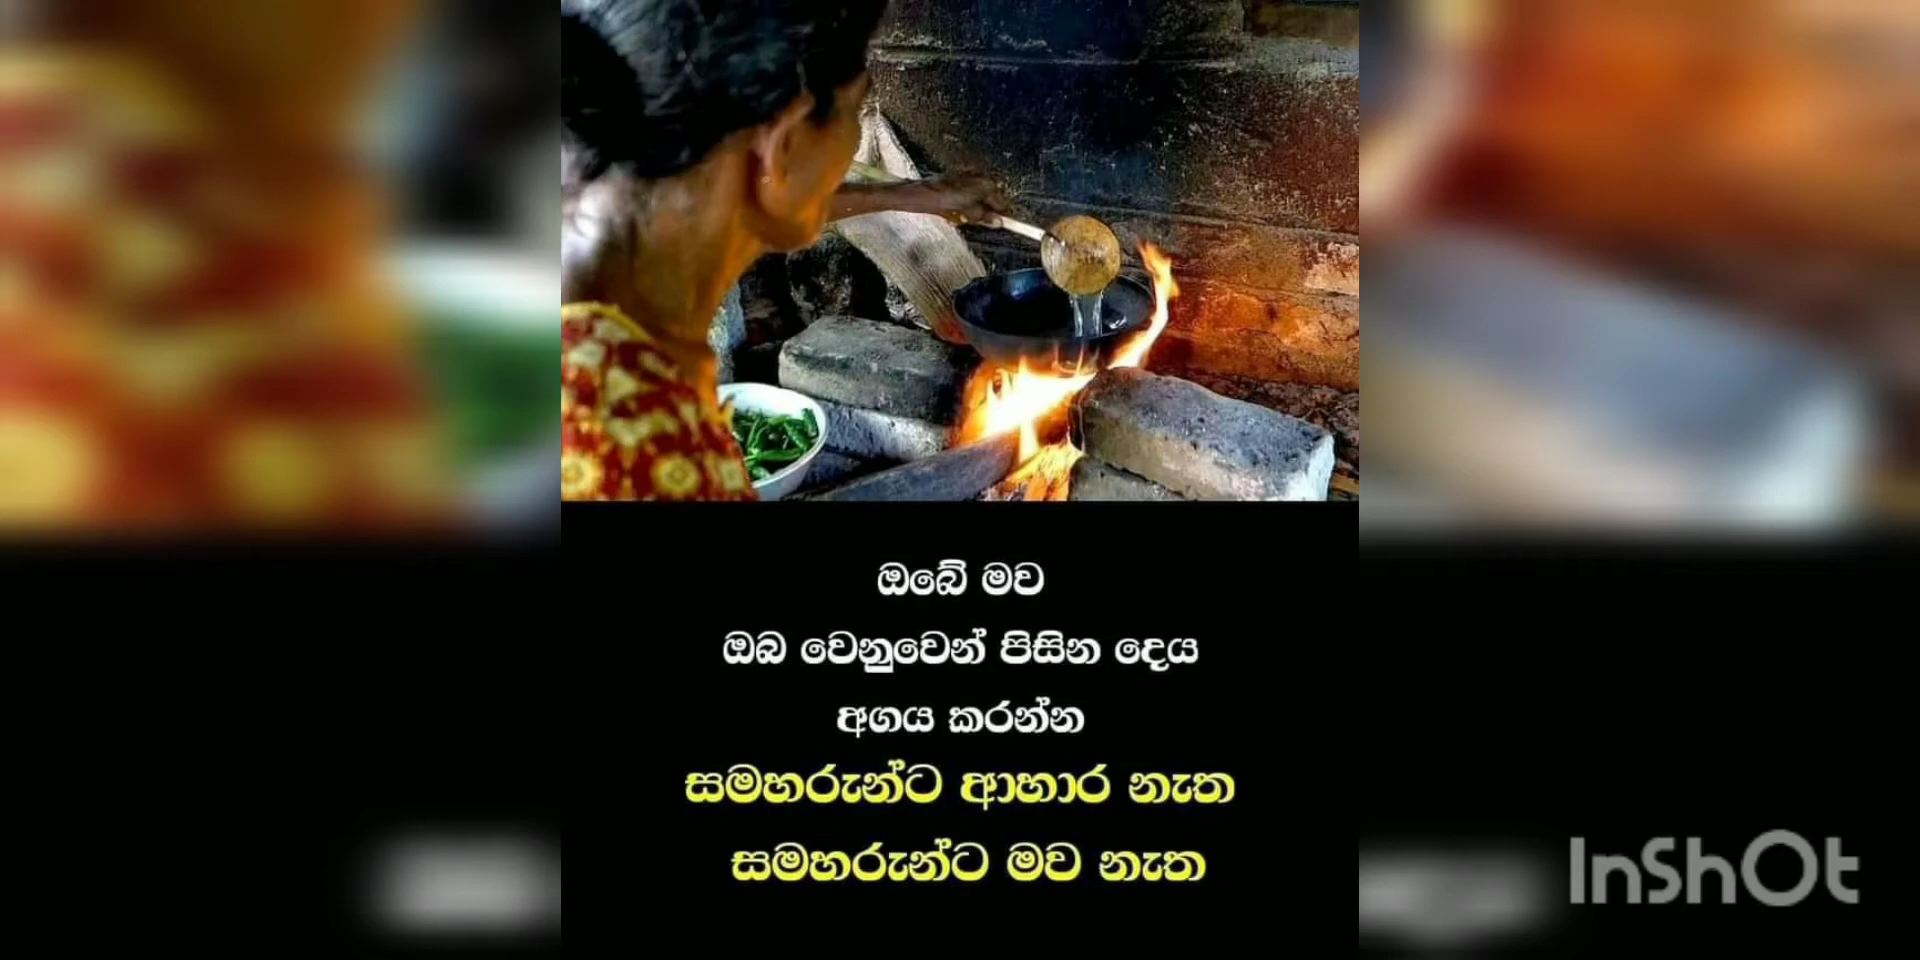 ඔබේ මව
ඔබ වෙනුවෙන් පිසින දෙය
අගය කරන්න
සමහරුන්ට ආහාර නැත
සමහරුන්ට මව නැත
InShOt